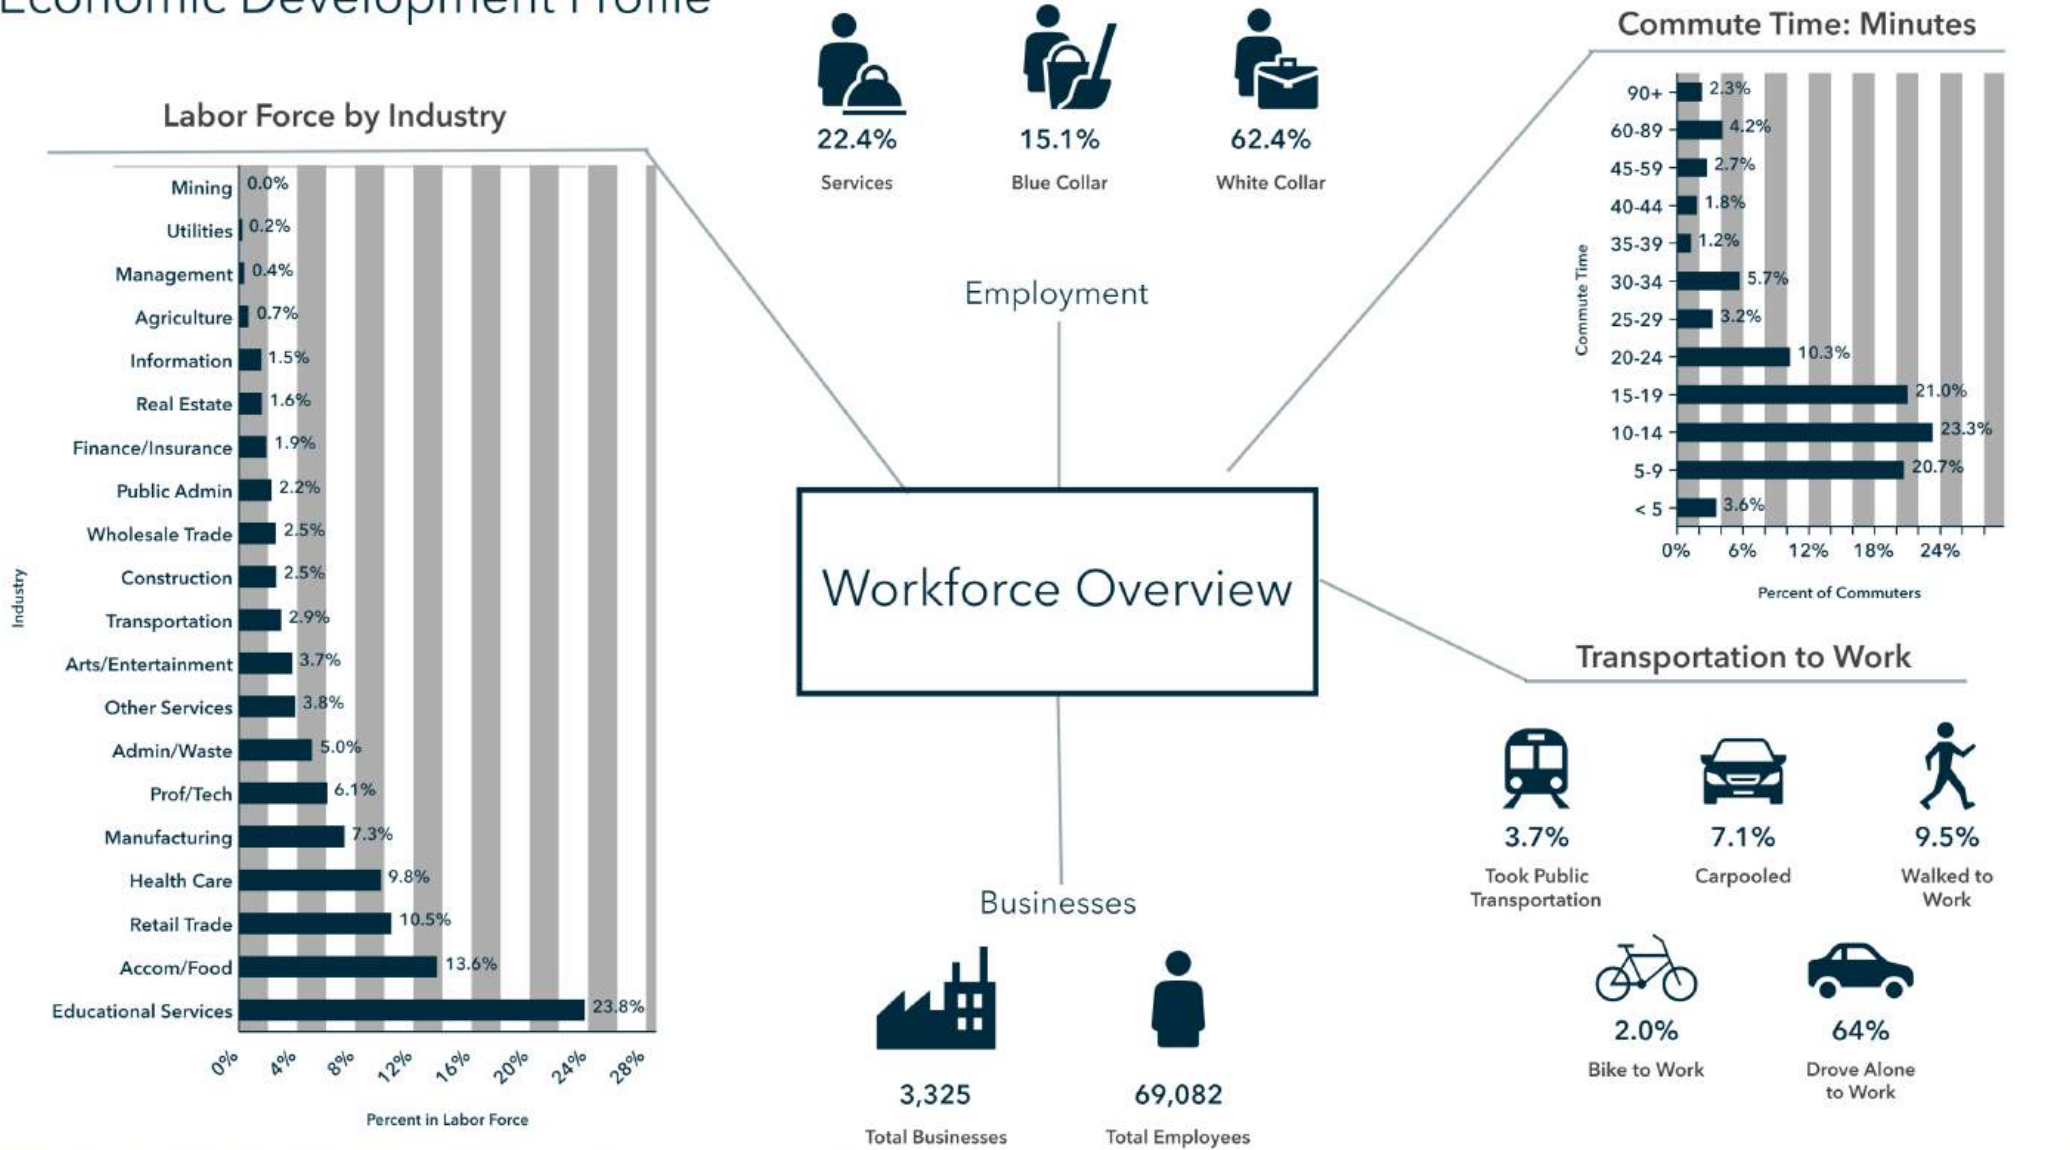 Economic Development Profile
Labor Force by Industry
Industry
Mining 0.0%
Utilities 0.2%
Management 0.4%
Agriculture 0.7%
Information 1.5%
Real Estate 1.6%
Finance/Insurance 1.9%
Public Admin 2.2%
Wholesale Trade 2.5%
Construction 2.5%
Transportation 2.9%
Arts/Entertainment 3.7%
Other Services 3.8%
Admin/Waste 5.0%
Prof/Tech 6.1%
Manufacturing 7.3%
Health Care 9.8%
Retail Trade 10.5%
Accom/Food 13.6%
Educational Services 23.8%
0% 4% 8% 12% 16% 20% 24% 28%
Percent in Labor Force
22.4% 15.1% 62.4%
Services Blue Collar White Collar
Employment
Workforce Overview
Businesses
3,325 69,082
Total Businesses Total Employees
Commute Time: Minutes
Commute Time
90+ 2.3%
60-89 4.2%
45-59 2.7%
40-44 1.8%
35-39 1.2%
30-34 5.7%
25-29 3.2%
20-24 10.3%
15-19 21.0%
10-14 23.3%
5-9 20.7%
< 5 3.6%
0% 6% 12% 18% 24%
Percent of Commuters
Transportation to Work
3.7% 7.1% 9.5%
Took Public Carpooled Walked to
Transportation Work
2.0% 64%
Bike to Work Drove Alone
to Work